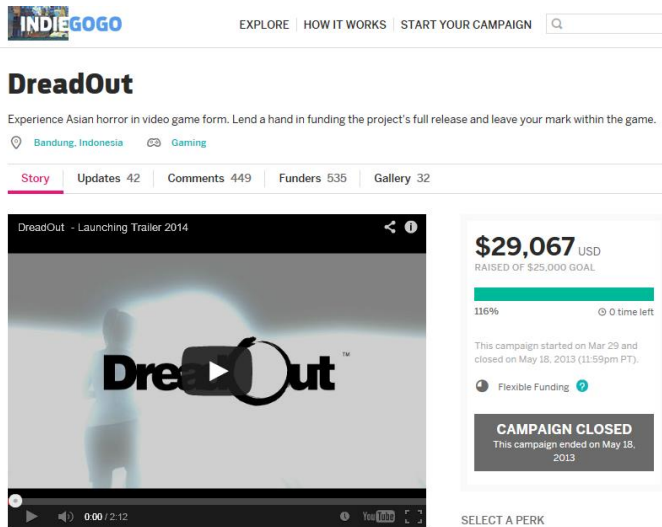 INDIEGOGO
EXPLORE HOW IT WORKS START YOUR CAMPAIGN
DreadOut
Experience Asian horror in video game form. Lend a hand in funding the project's full release and leave your mark within the game.
Bandung, Indonesia Gaming
Story Updates 42 Comments 449 Funders 535 Gallery 32
DreadOut - Launching Trailer 2014
DreadOut™
0:00 / 2:12 YouTube
$29,067 USD
RAISED OF $25,000 GOAL
116% 0 time left
This campaign started on Mar 29 and
closed on May 18, 2013 (11:59pm PT).
Flexible Funding ?
CAMPAIGN CLOSED
This campaign ended on May 18,
2013
SELECT A PERK